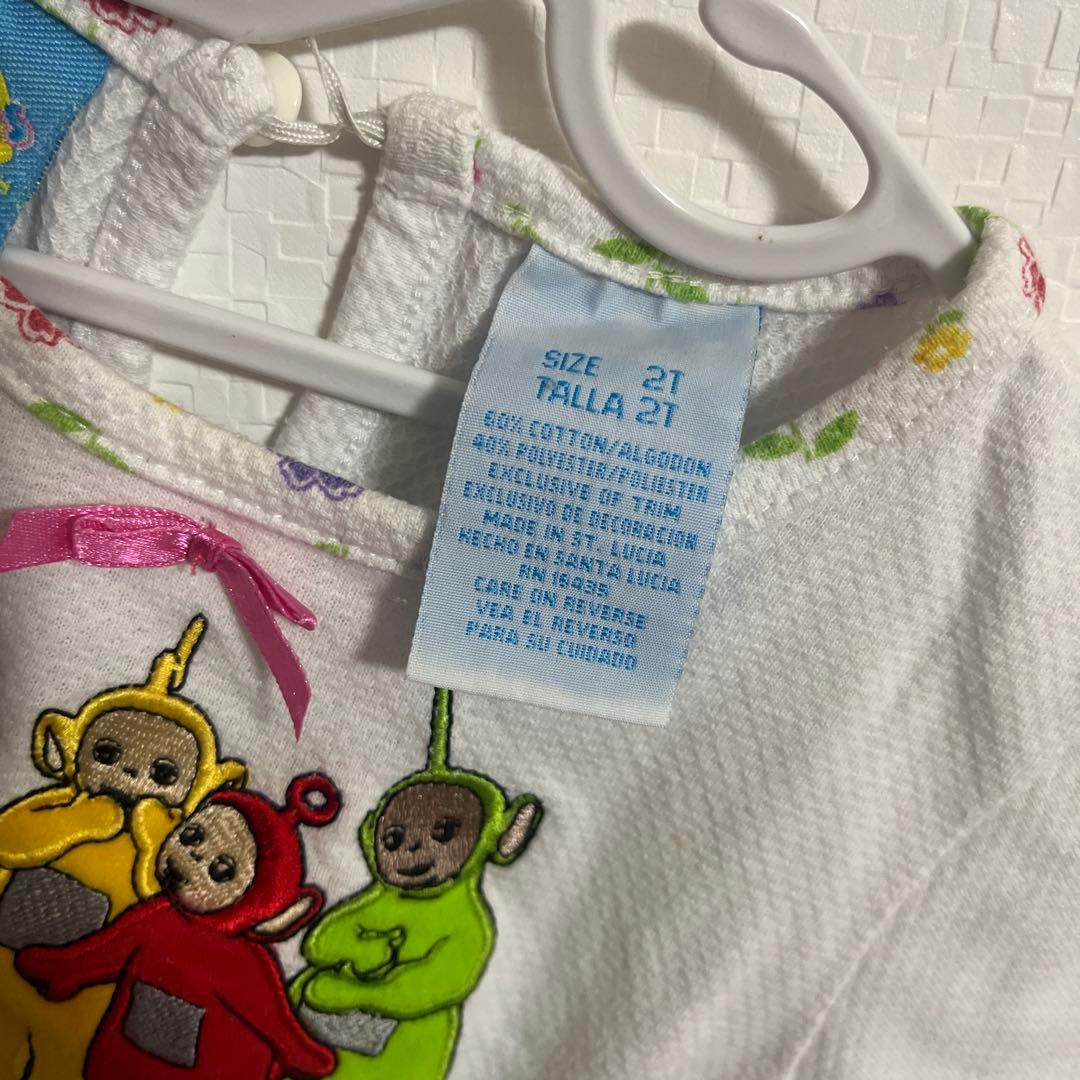 SIZE 2T
TALLA 2T
60% COTTON/ALGODON
40% POLYESTER/POLIESTER
EXCLUSIVE OF TRIM
EXCLUSIVO DE DECORACION
MADE IN ST. LUCIA
HECHO EN SANTA LUCIA
RN 16435
CARE ON REVERSE
VEA EL REVERSO
PARA SU CUIDADO